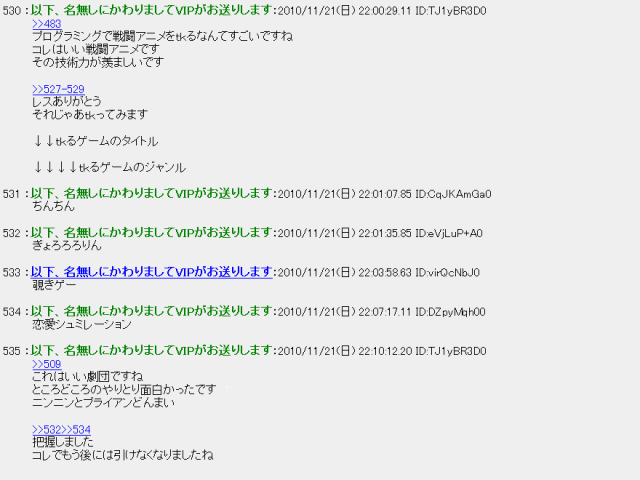 530 ：以下、名無しにかわりましてVIPがお送りします：2010/11/21(日) 22:00:29.11 ID:TJ1yBR3D0
>>483
プログラミングで戦闘アニメをtkるなんてすごいですね
コレはいい戦闘アニメです
その技術力が羨ましいです
>>527-529
レスありがとう
それじゃあtkってみます
↓↓tkるゲームのタイトル
↓↓↓↓tkるゲームのジャンル
531 ：以下、名無しにかわりましてVIPがお送りします：2010/11/21(日) 22:01:07.85 ID:CqJKAmGa0
ちんちん
532 ：以下、名無しにかわりましてVIPがお送りします：2010/11/21(日) 22:01:35.85 ID:eVjLuP+A0
ぎょろろろりん
533 ：以下、名無しにかわりましてVIPがお送りします：2010/11/21(日) 22:03:58.63 ID:virQcNbJ0
覗きゲー
534 ：以下、名無しにかわりましてVIPがお送りします：2010/11/21(日) 22:07:17.11 ID:DZpyMqh00
恋愛シュミレーション
535 ：以下、名無しにかわりましてVIPがお送りします：2010/11/21(日) 22:10:12.20 ID:TJ1yBR3D0
>>509
これはいい劇団ですね
ところどころのやりとり面白かったです
ニンニンとブライアンどんまい
>>532>>534
把握しました
コレでもう後には引けなくなりましたね